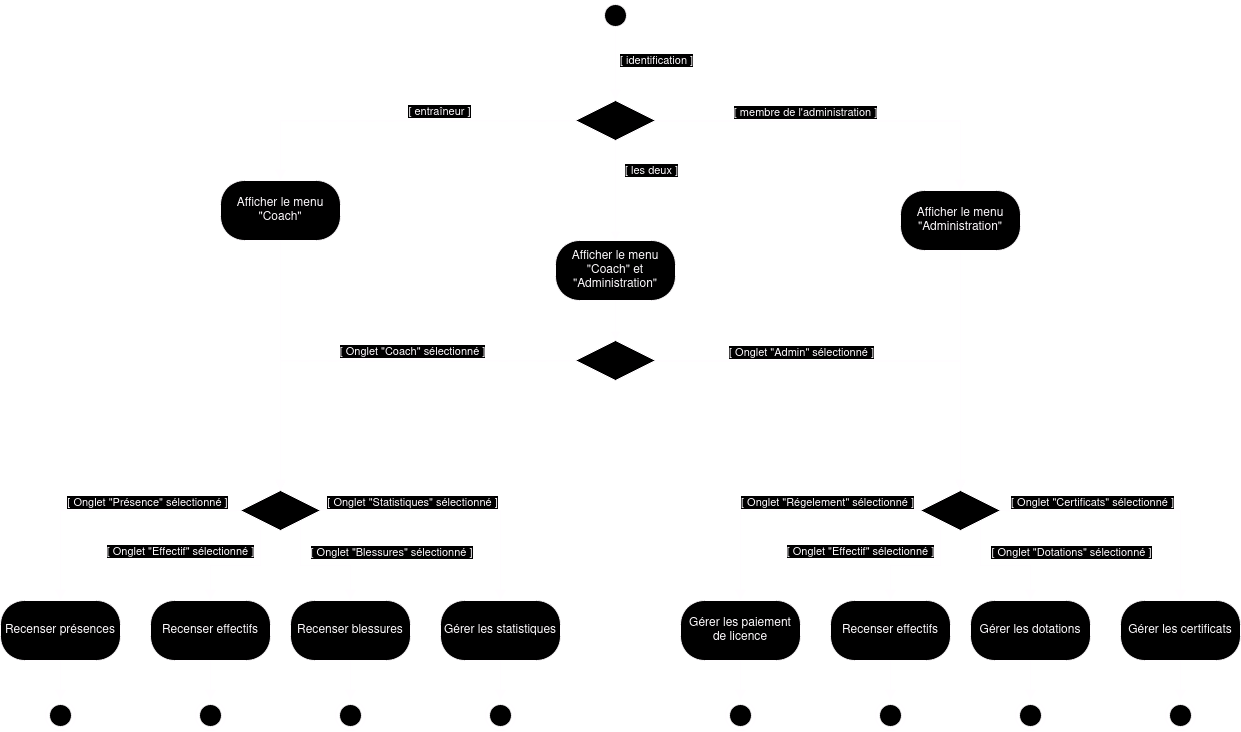 [ identification ]
[ entraîneur ]
[ membre de l'administration ]
[ les deux ]
Afficher le menu
"Coach"
Afficher le menu
"Administration"
Afficher le menu
"Coach" et
"Administration"
[ Onglet "Coach" sélectionné ]
[ Onglet "Admin" sélectionné ]
[ Onglet "Présence" sélectionné ]
[ Onglet "Statistiques" sélectionné ]
[ Onglet "Régelement" sélectionné ]
[ Onglet "Certificats" sélectionné ]
[ Onglet "Effectif" sélectionné ]
[ Onglet "Blessures" sélectionné ]
[ Onglet "Effectif" sélectionné ]
[ Onglet "Dotations" sélectionné ]
Recenser présences
Recenser effectifs
Recenser blessures
Gérer les statistiques
Gérer les paiement
de licence
Recenser effectifs
Gérer les dotations
Gérer les certificats